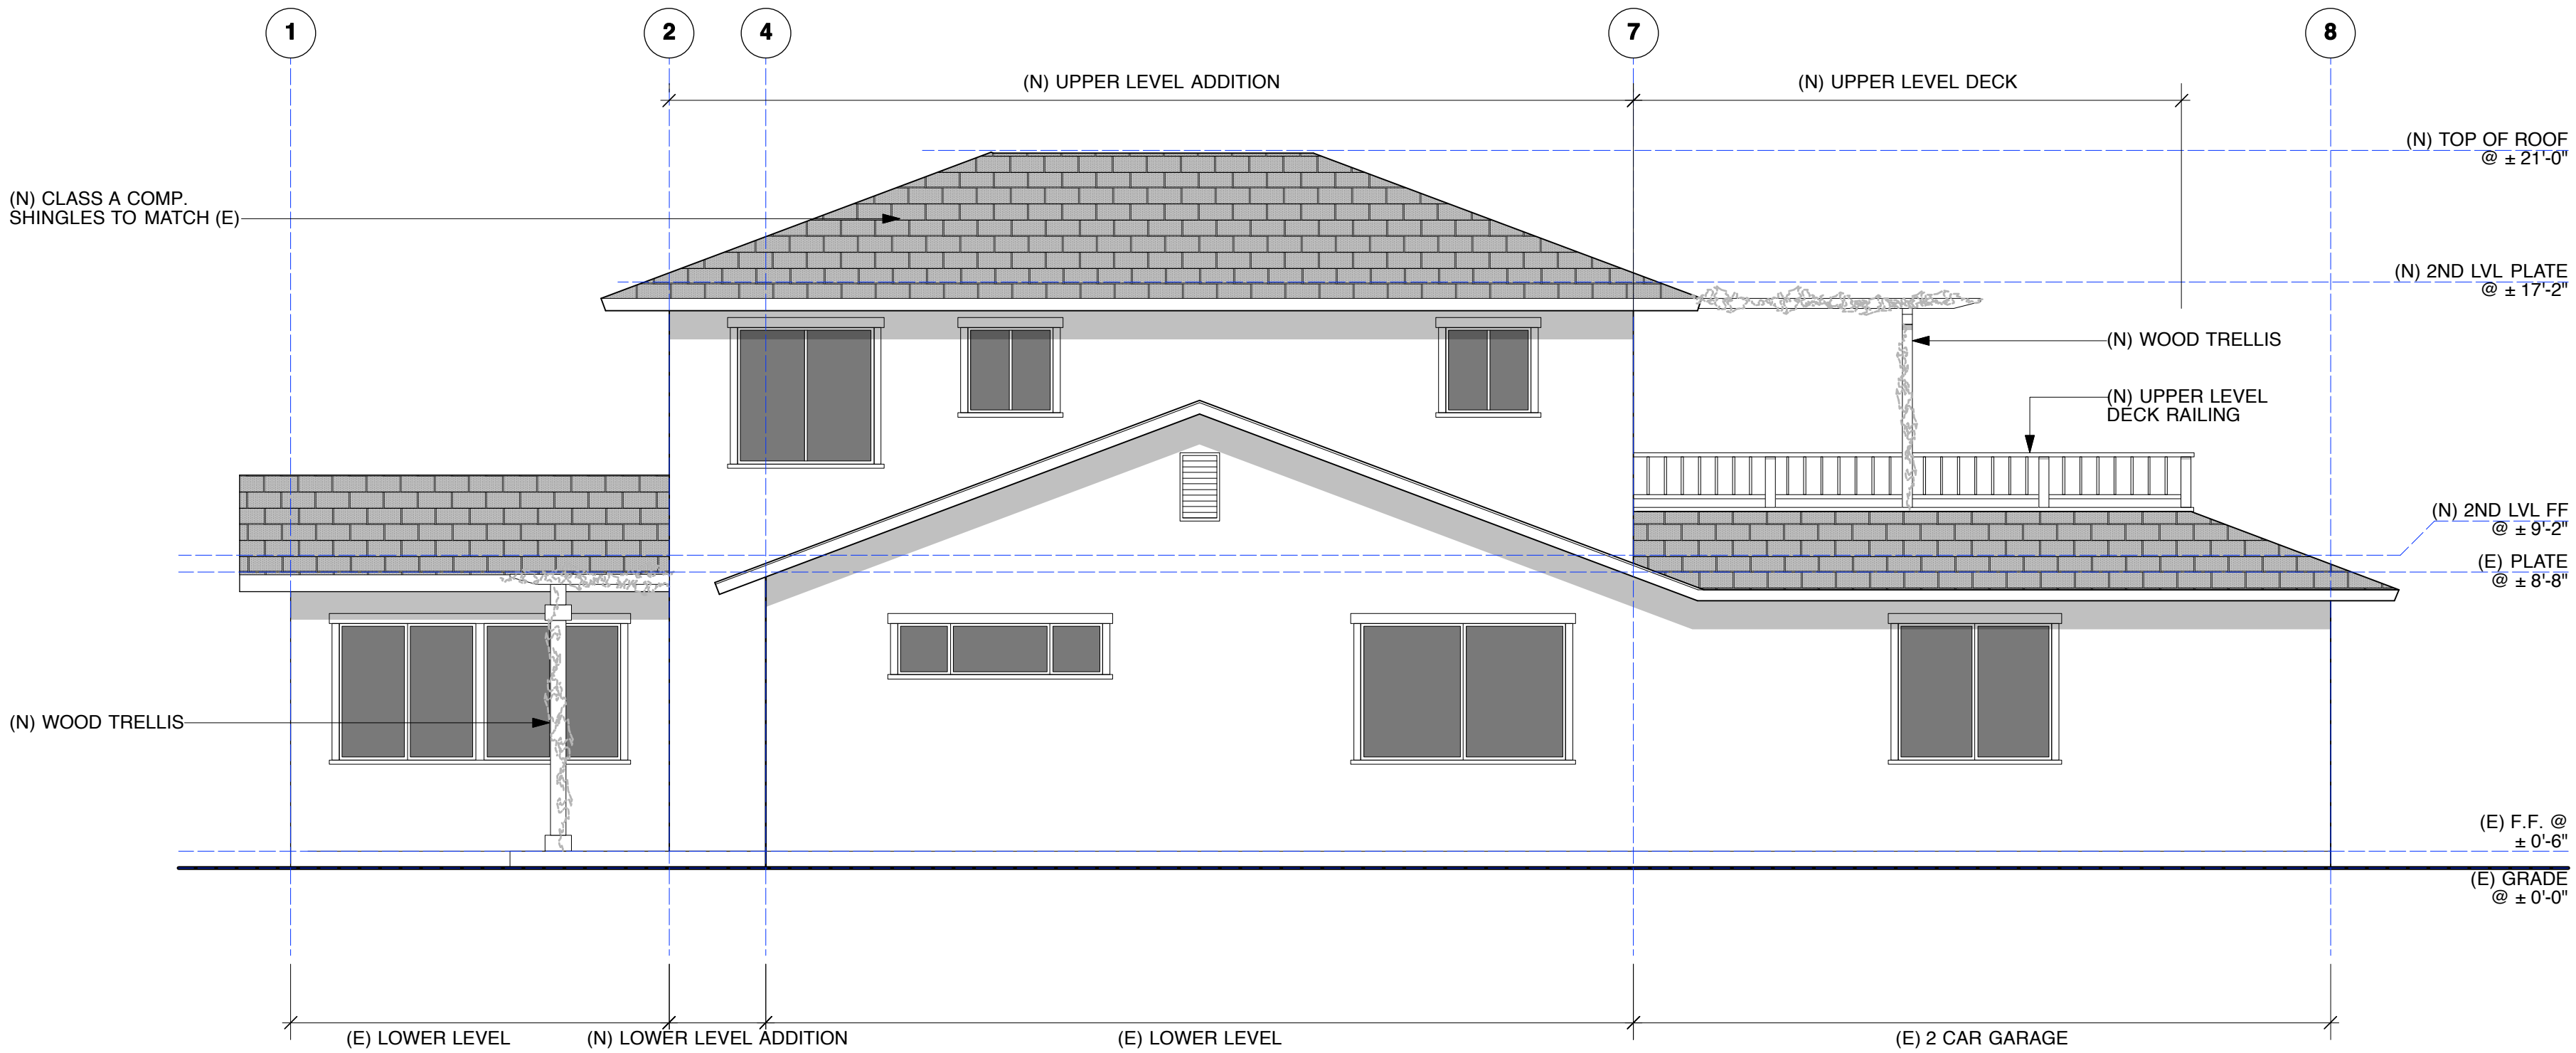 1
2
4
7
8
(N) UPPER LEVEL ADDITION
(N) UPPER LEVEL DECK
(N) TOP OF ROOF
@ ± 21'-0"
(N) CLASS A COMP.
SHINGLES TO MATCH (E)
(N) 2ND LVL PLATE
@ ± 17'-2"
(N) WOOD TRELLIS
(N) UPPER LEVEL
DECK RAILING
(N) 2ND LVL FF
@ ± 9'-2"
(E) PLATE
@ ± 8'-8"
(N) WOOD TRELLIS
(E) F.F. @
± 0'-6"
(E) GRADE
@ ± 0'-0"
(E) LOWER LEVEL
(N) LOWER LEVEL ADDITION
(E) LOWER LEVEL
(E) 2 CAR GARAGE